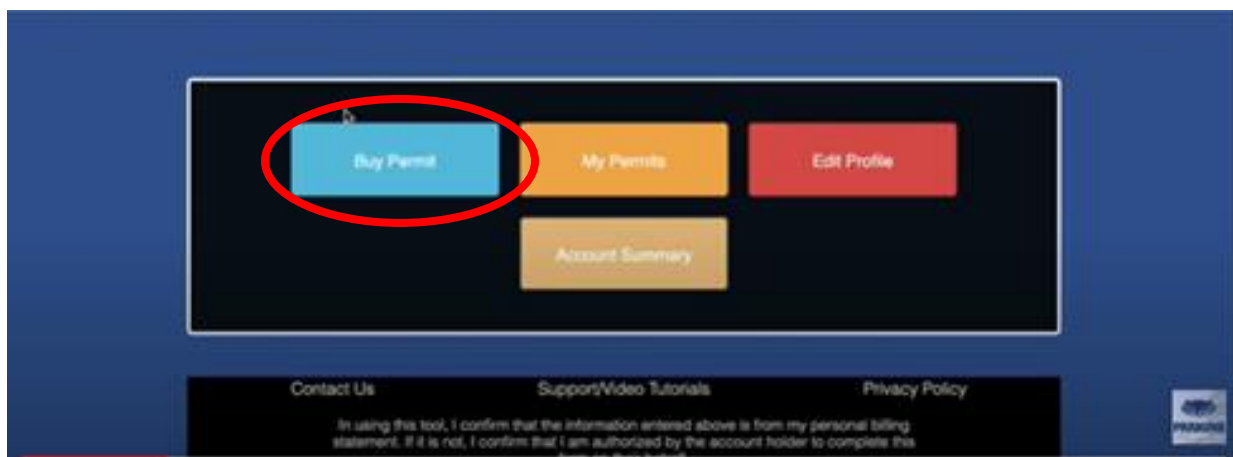 Buy Permit
My Permits
Edit Profile
Account Summary
Contact Us
Support/Video Tutorials
Privacy Policy
In using this tool, I confirm that the information entered above is from my personal billing
statement. If it is not, I confirm that I am authorized by the account holder to complete this
PARKING